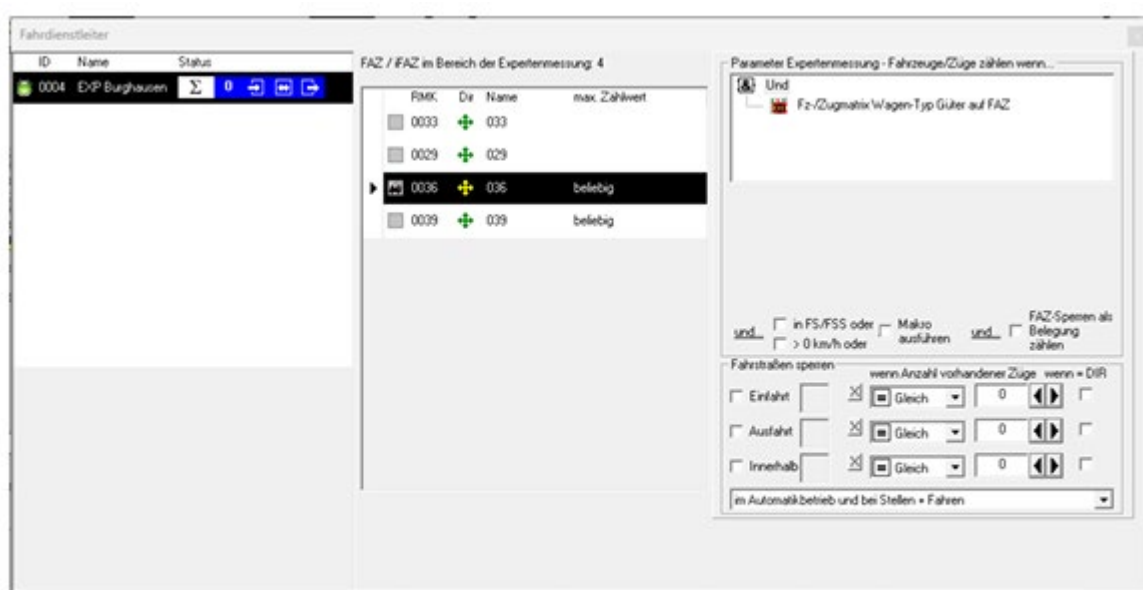 Fahrdienstleiter
ID Name Status
0004 EXP Burghausen Σ 0
FAZ / iFAZ im Bereich der Expertenmessung: 4
RMK Dir Name max. Zählwert
0033 033
0029 029
0036 036 beliebig
0039 039 beliebig
Parameter Expertenmessung - Fahrzeuge/Züge zählen wenn...
& Und
Fz-/Zugmatrix Wagen-Typ Güter auf FAZ
und... in FS/FSS oder
> 0 km/h oder
Makro
ausführen
und...
FAZ-Sperren als
Belegung
zählen
Fahrstraßen sperren
wenn Anzahl vorhandener Züge wenn = DIR
Einfahrt X = Gleich 0
Ausfahrt X = Gleich 0
Innerhalb X = Gleich 0
im Automatikbetrieb und bei Stellen + Fahren